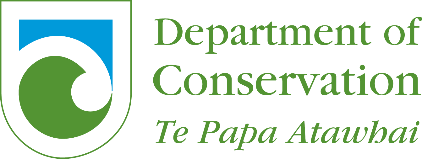 Department of
Conservation
Te Papa Atawhai